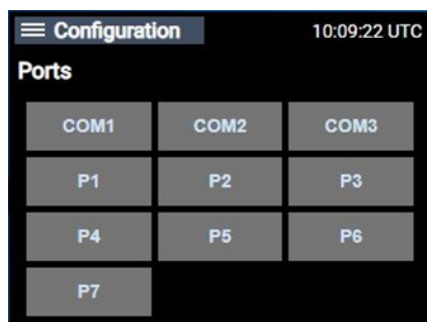 Configuration 10:09:22 UTC
Ports
COM1 COM2 COM3
P1 P2 P3
P4 P5 P6
P7